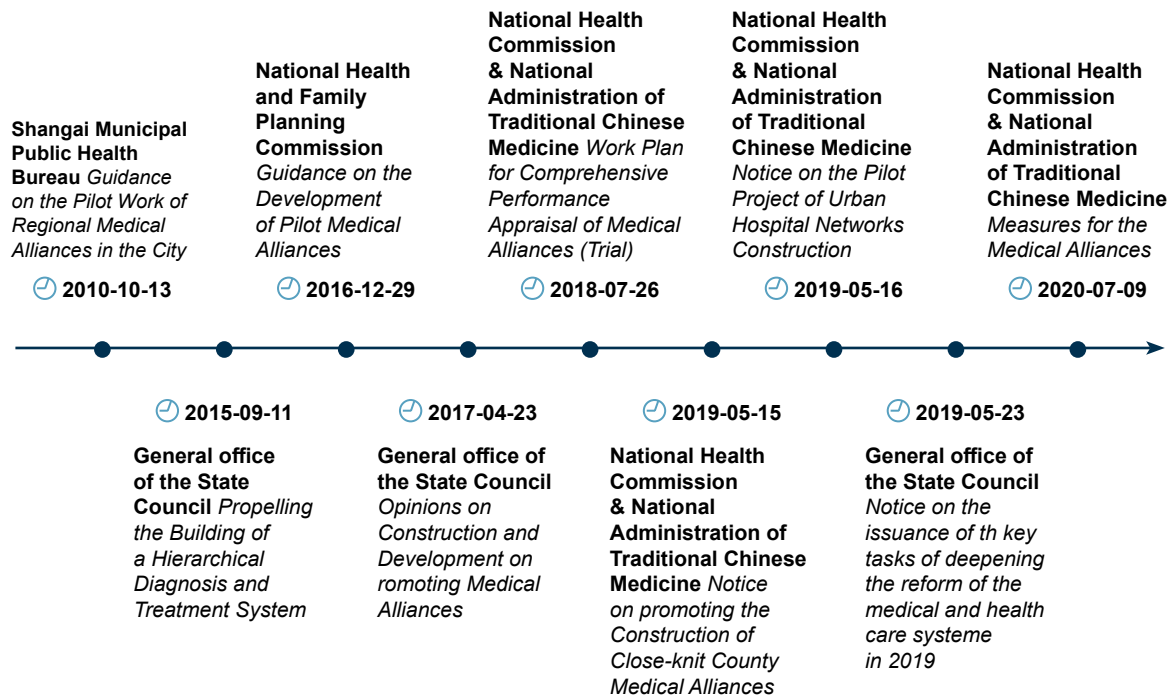 Shangai Municipal
Public Health
Bureau Guidance
on the Pilot Work of
Regional Medical
Alliances in the City
2010-10-13
National Health
and Family
Planning
Commission
Guidance on the
Development
of Pilot Medical
Alliances
2016-12-29
National Health
Commission
& National
Administration of
Traditional Chinese
Medicine Work Plan
for Comprehensive
Performance
Appraisal of Medical
Alliances (Trial)
2018-07-26
National Health
Commission
& National
Administration
of Traditional
Chinese Medicine
Notice on the Pilot
Project of Urban
Hospital Networks
Construction
2019-05-16
National Health
Commission
& National
Administration
of Traditional
Chinese Medicine
Measures for the
Medical Alliances
2020-07-09
2015-09-11
General office
of the State
Council Propelling
the Building of
a Hierarchical
Diagnosis and
Treatment System
2017-04-23
General office of
the State Council
Opinions on
Construction and
Development on
romoting Medical
Alliances
2019-05-15
National Health
Commission
& National
Administration of
Traditional Chinese
Medicine Notice
on promoting the
Construction of
Close-knit County
Medical Alliances
2019-05-23
General office of
the State Council
Notice on the
issuance of th key
tasks of deepening
the reform of the
medical and health
care systeme
in 2019